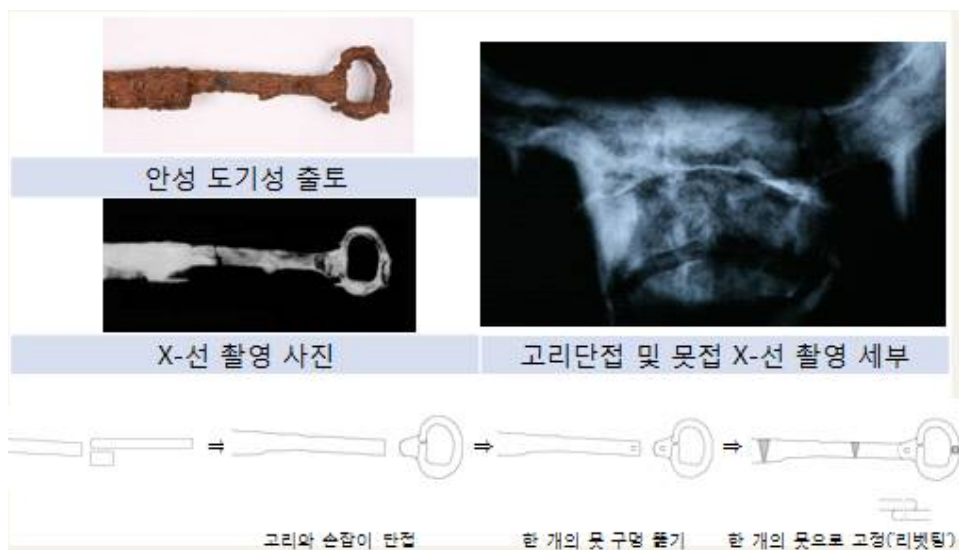 안성 도기성 출토
X-선 촬영 사진
고리단접 및 못접 X-선 촬영 세부
⇒
⇒
⇒
고리와 손잡이 단접
한 개의 못 구멍 뚫기
한 개의 못으로 고정('리벳팅')